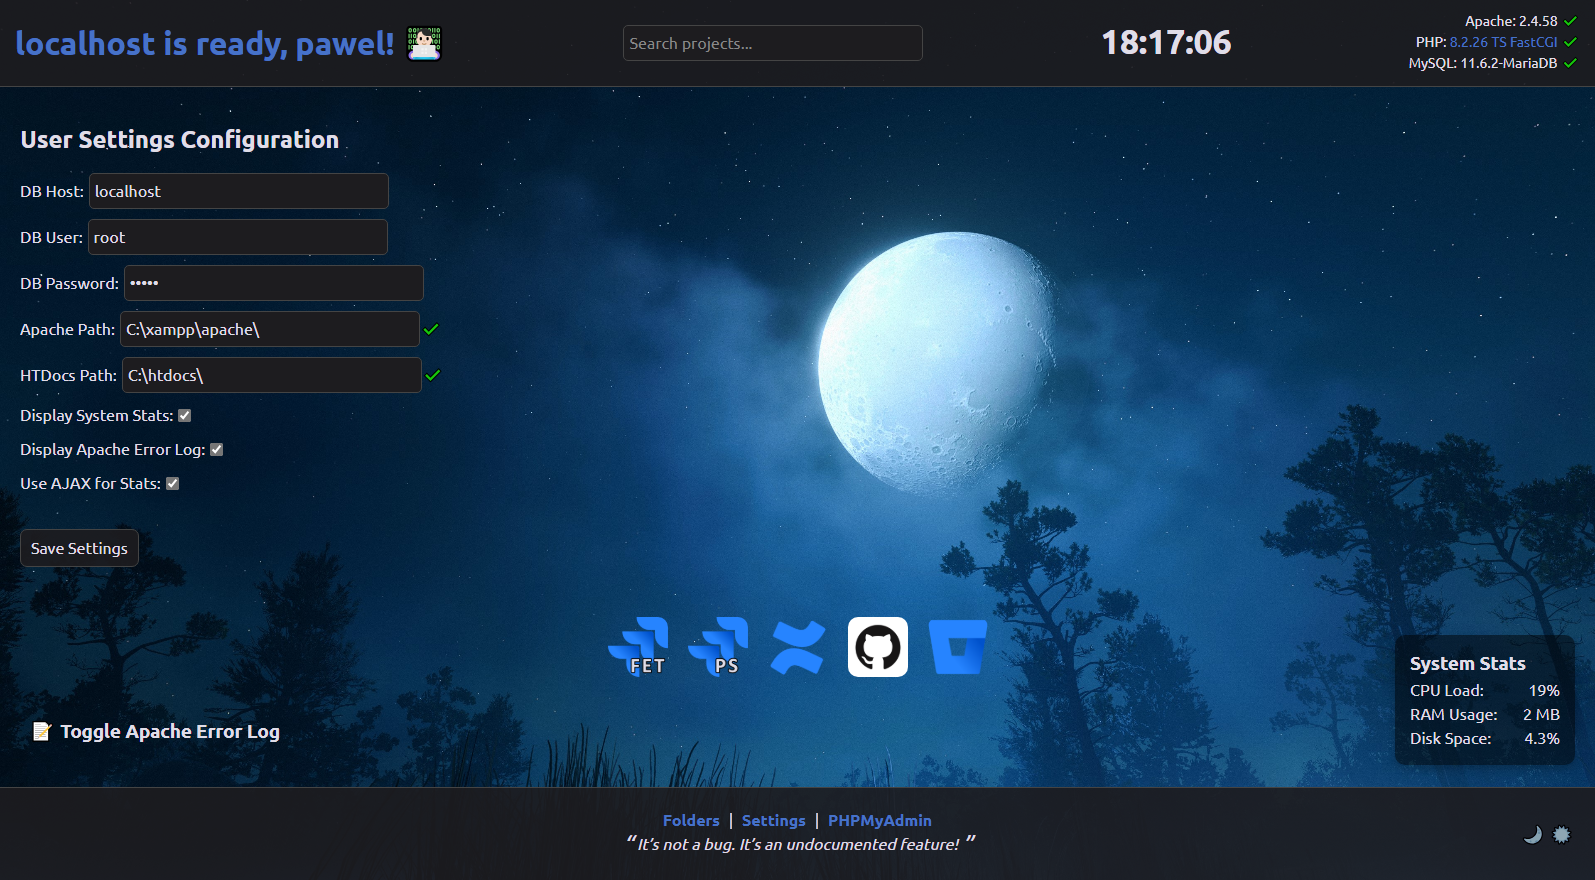 localhost is ready, pawel!
Search projects...
18:17:06
Apache: 2.4.58
PHP: 8.2.26 TS FastCGI
MySQL: 11.6.2-MariaDB
User Settings Configuration
DB Host: localhost
DB User: root
DB Password: •••••
Apache Path: C:\xampp\apache\
HTDocs Path: C:\htdocs\
Display System Stats:
Display Apache Error Log:
Use AJAX for Stats:
Save Settings
FET
PS
Toggle Apache Error Log
System Stats
CPU Load: 19%
RAM Usage: 2 MB
Disk Space: 4.3%
Folders | Settings | PHPMyAdmin
“It’s not a bug. It’s an undocumented feature!”